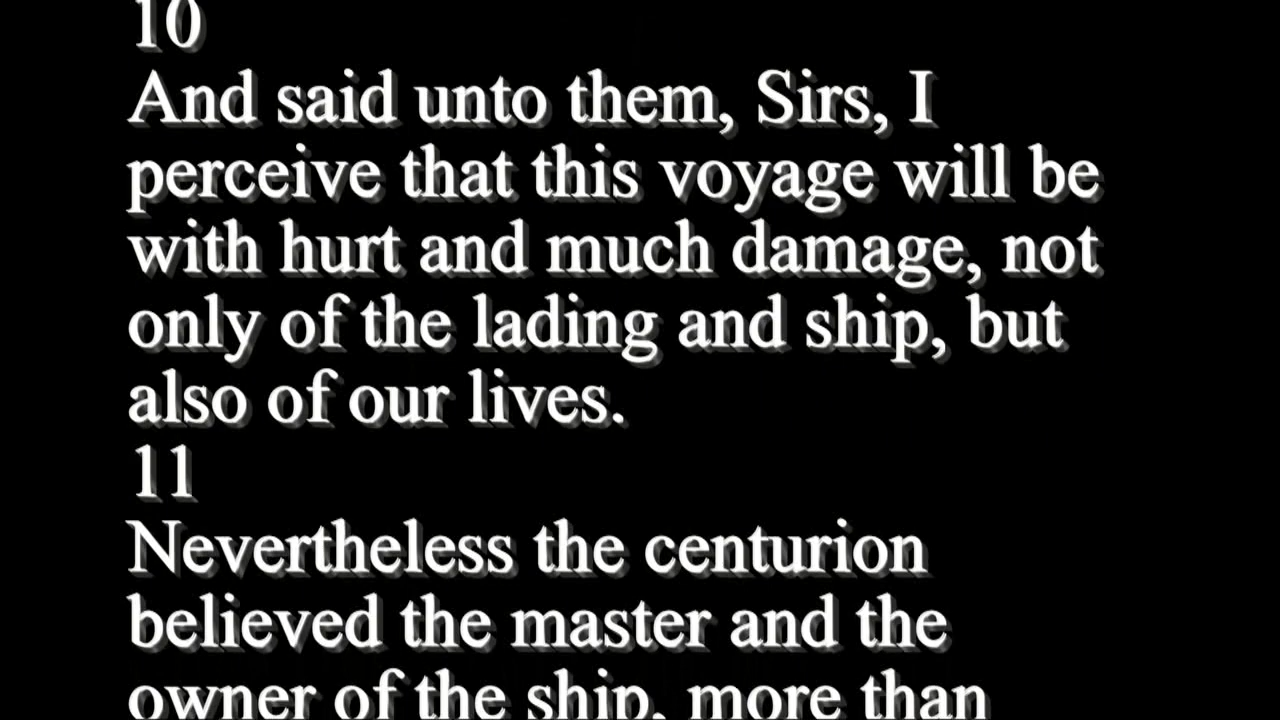 10
And said unto them, Sirs, I
perceive that this voyage will be
with hurt and much damage, not
only of the lading and ship, but
also of our lives.
11
Nevertheless the centurion
believed the master and the
owner of the ship, more than